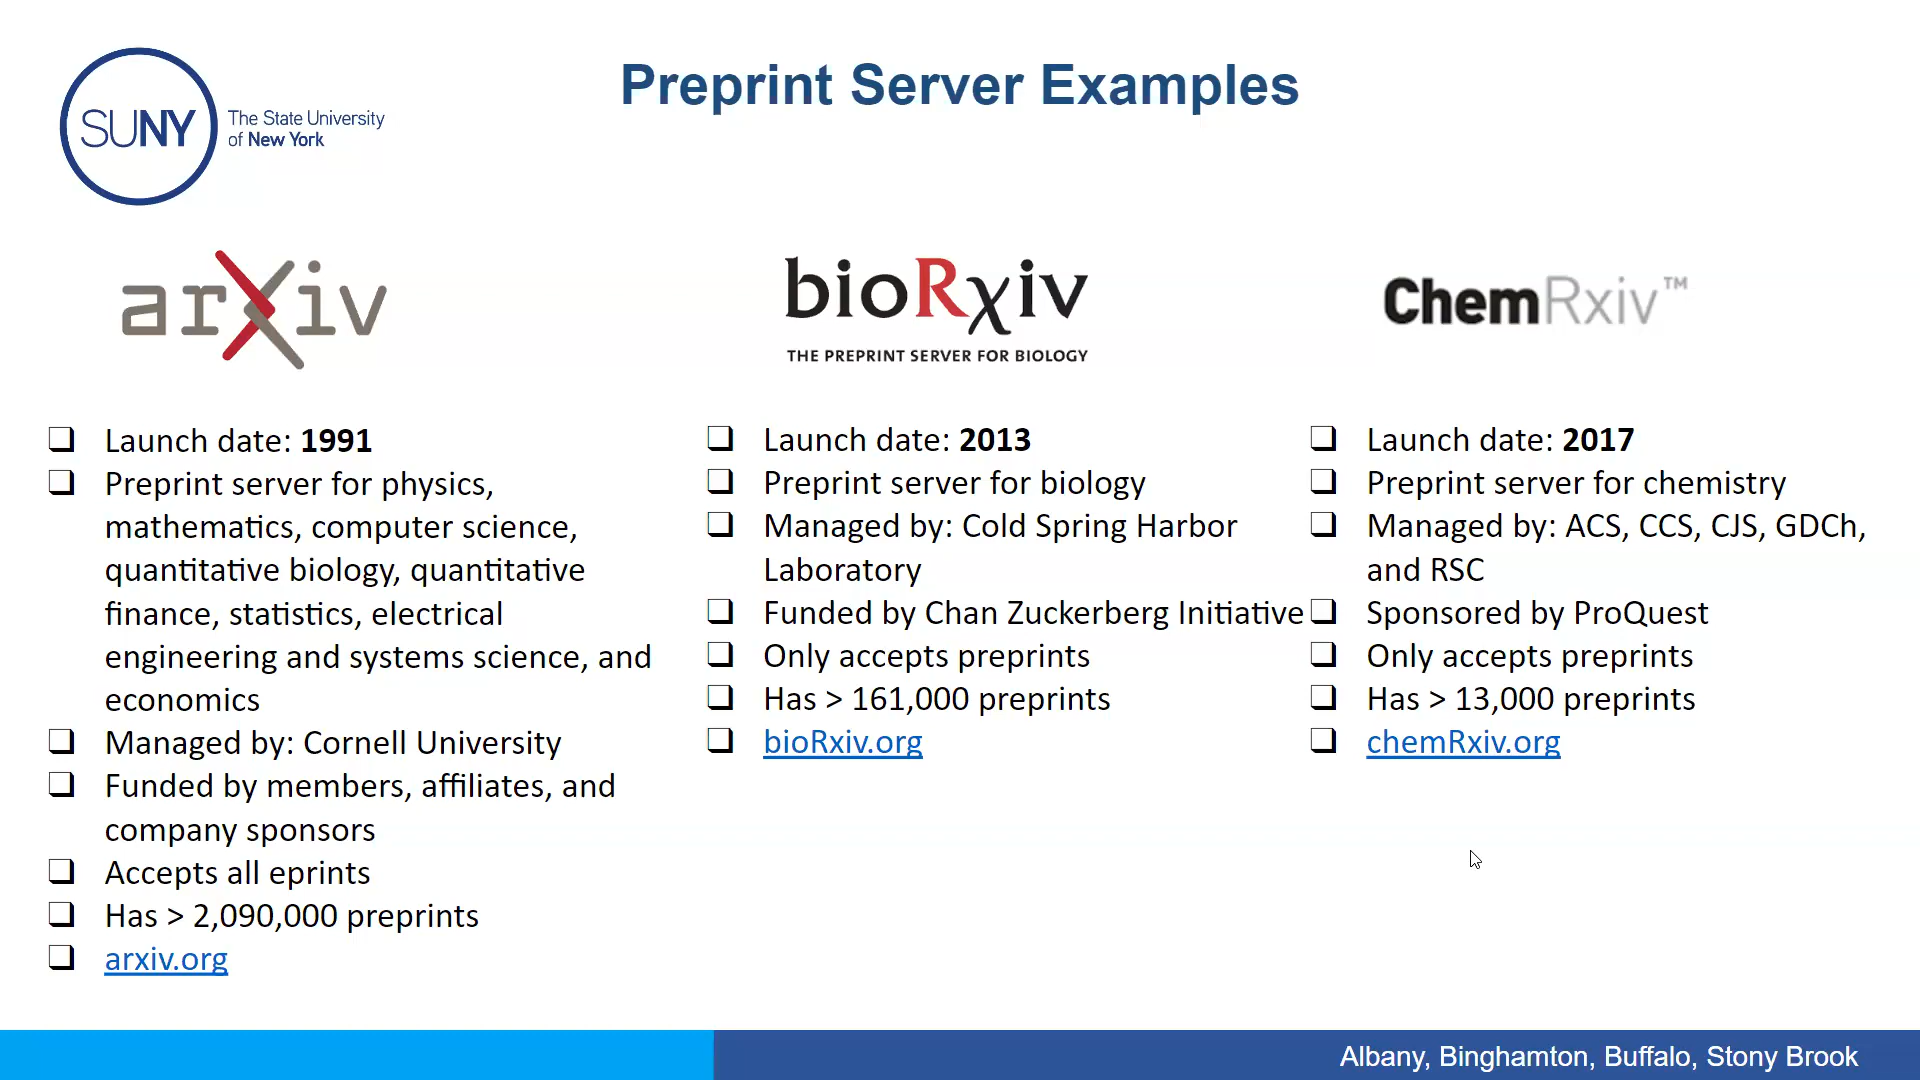 Preprint Server Examples
SUNY
The State University
of New York
arXiv
bioRχiv
THE PREPRINT SERVER FOR BIOLOGY
ChemRxiv™
❑ Launch date: 1991
❑ Preprint server for physics,
mathematics, computer science,
quantitative biology, quantitative
finance, statistics, electrical
engineering and systems science, and
economics
❑ Managed by: Cornell University
❑ Funded by members, affiliates, and
company sponsors
❑ Accepts all eprints
❑ Has > 2,090,000 preprints
❑ arxiv.org
❑ Launch date: 2013
❑ Preprint server for biology
❑ Managed by: Cold Spring Harbor
Laboratory
❑ Funded by Chan Zuckerberg Initiative
❑ Only accepts preprints
❑ Has > 161,000 preprints
❑ bioRxiv.org
❑ Launch date: 2017
❑ Preprint server for chemistry
❑ Managed by: ACS, CCS, CJS, GDCh,
and RSC
❑ Sponsored by ProQuest
❑ Only accepts preprints
❑ Has > 13,000 preprints
❑ chemRxiv.org
Albany, Binghamton, Buffalo, Stony Brook